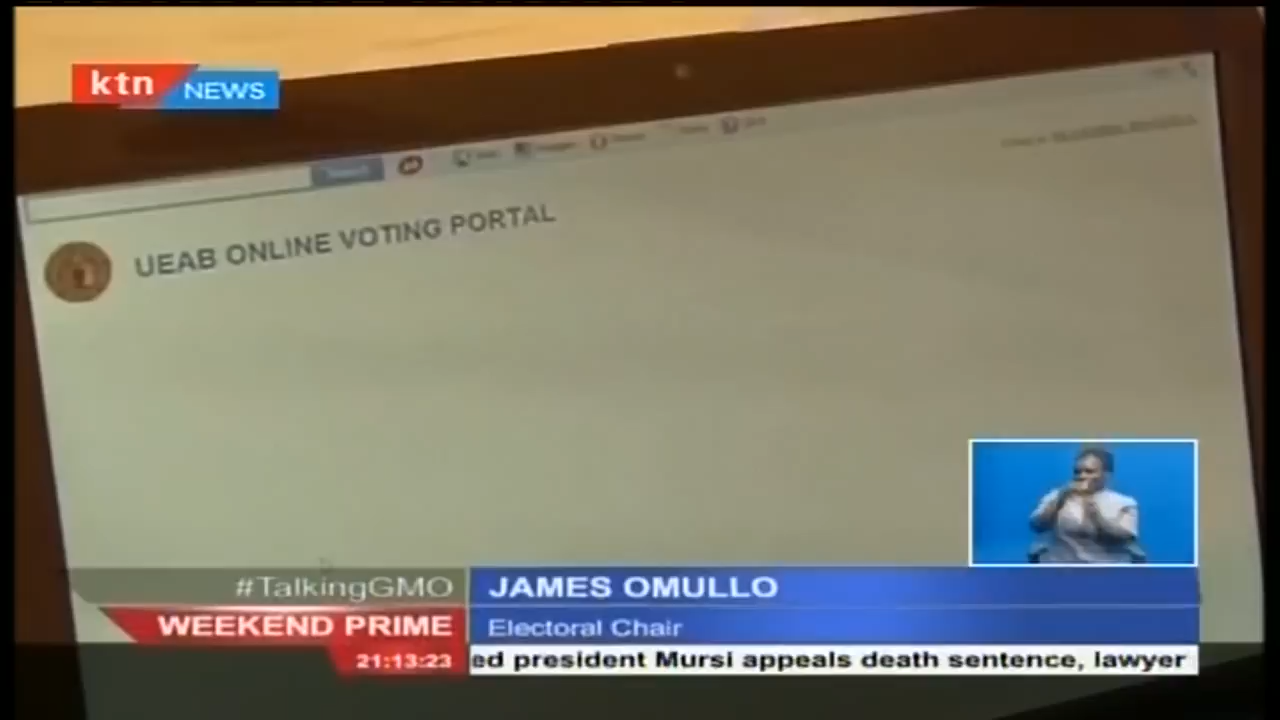 ktn NEWS
UEAB ONLINE VOTING PORTAL
#TalkingGMO
JAMES OMULLO
WEEKEND PRIME
Electoral Chair
21:13:23
ed president Mursi appeals death sentence, lawyer